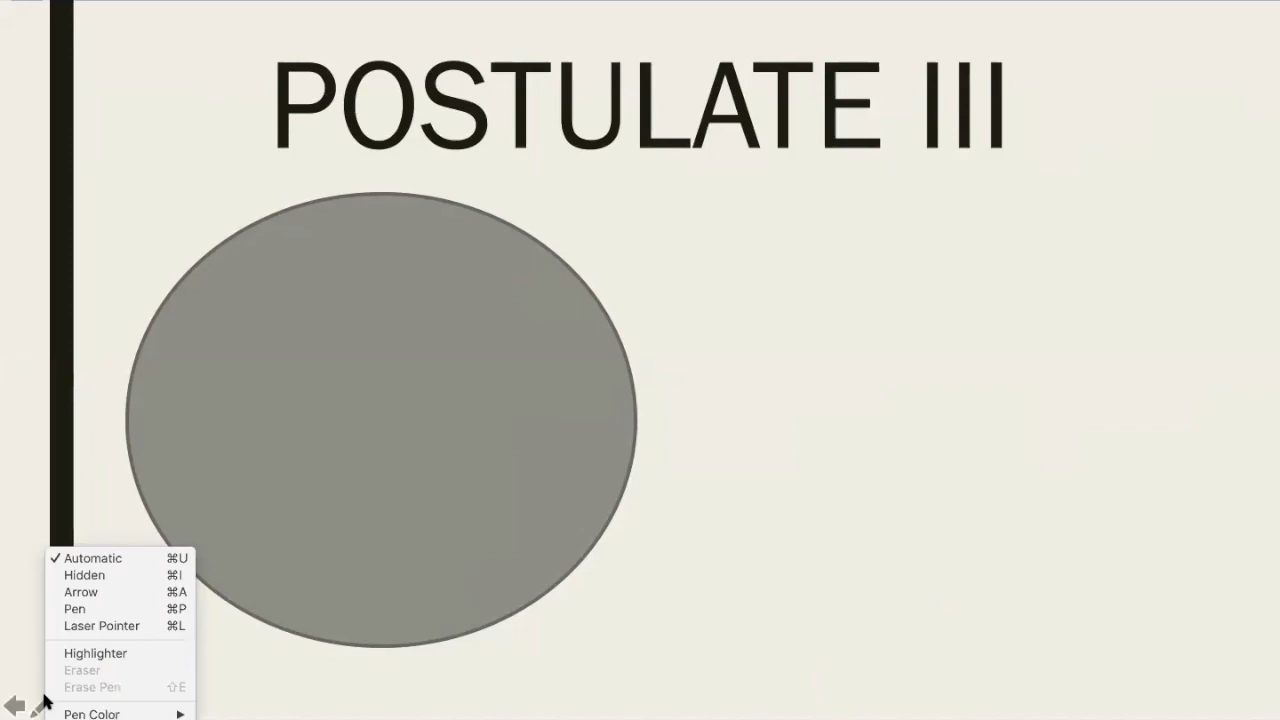 POSTULATE III
✓ Automatic ⌘U
Hidden ⌘I
Arrow ⌘A
Pen ⌘P
Laser Pointer ⌘L
Highlighter
Eraser
Erase Pen ⇧E
Pen Color ▶